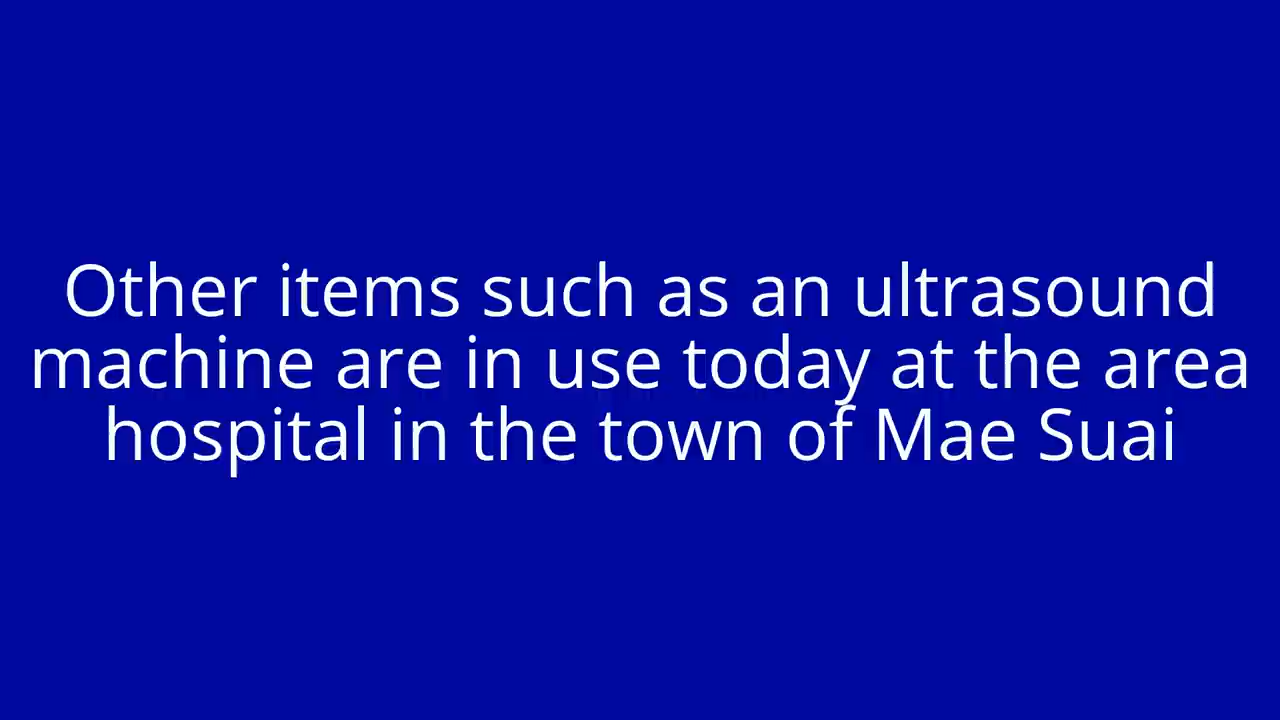 Other items such as an ultrasound
machine are in use today at the area
hospital in the town of Mae Suai